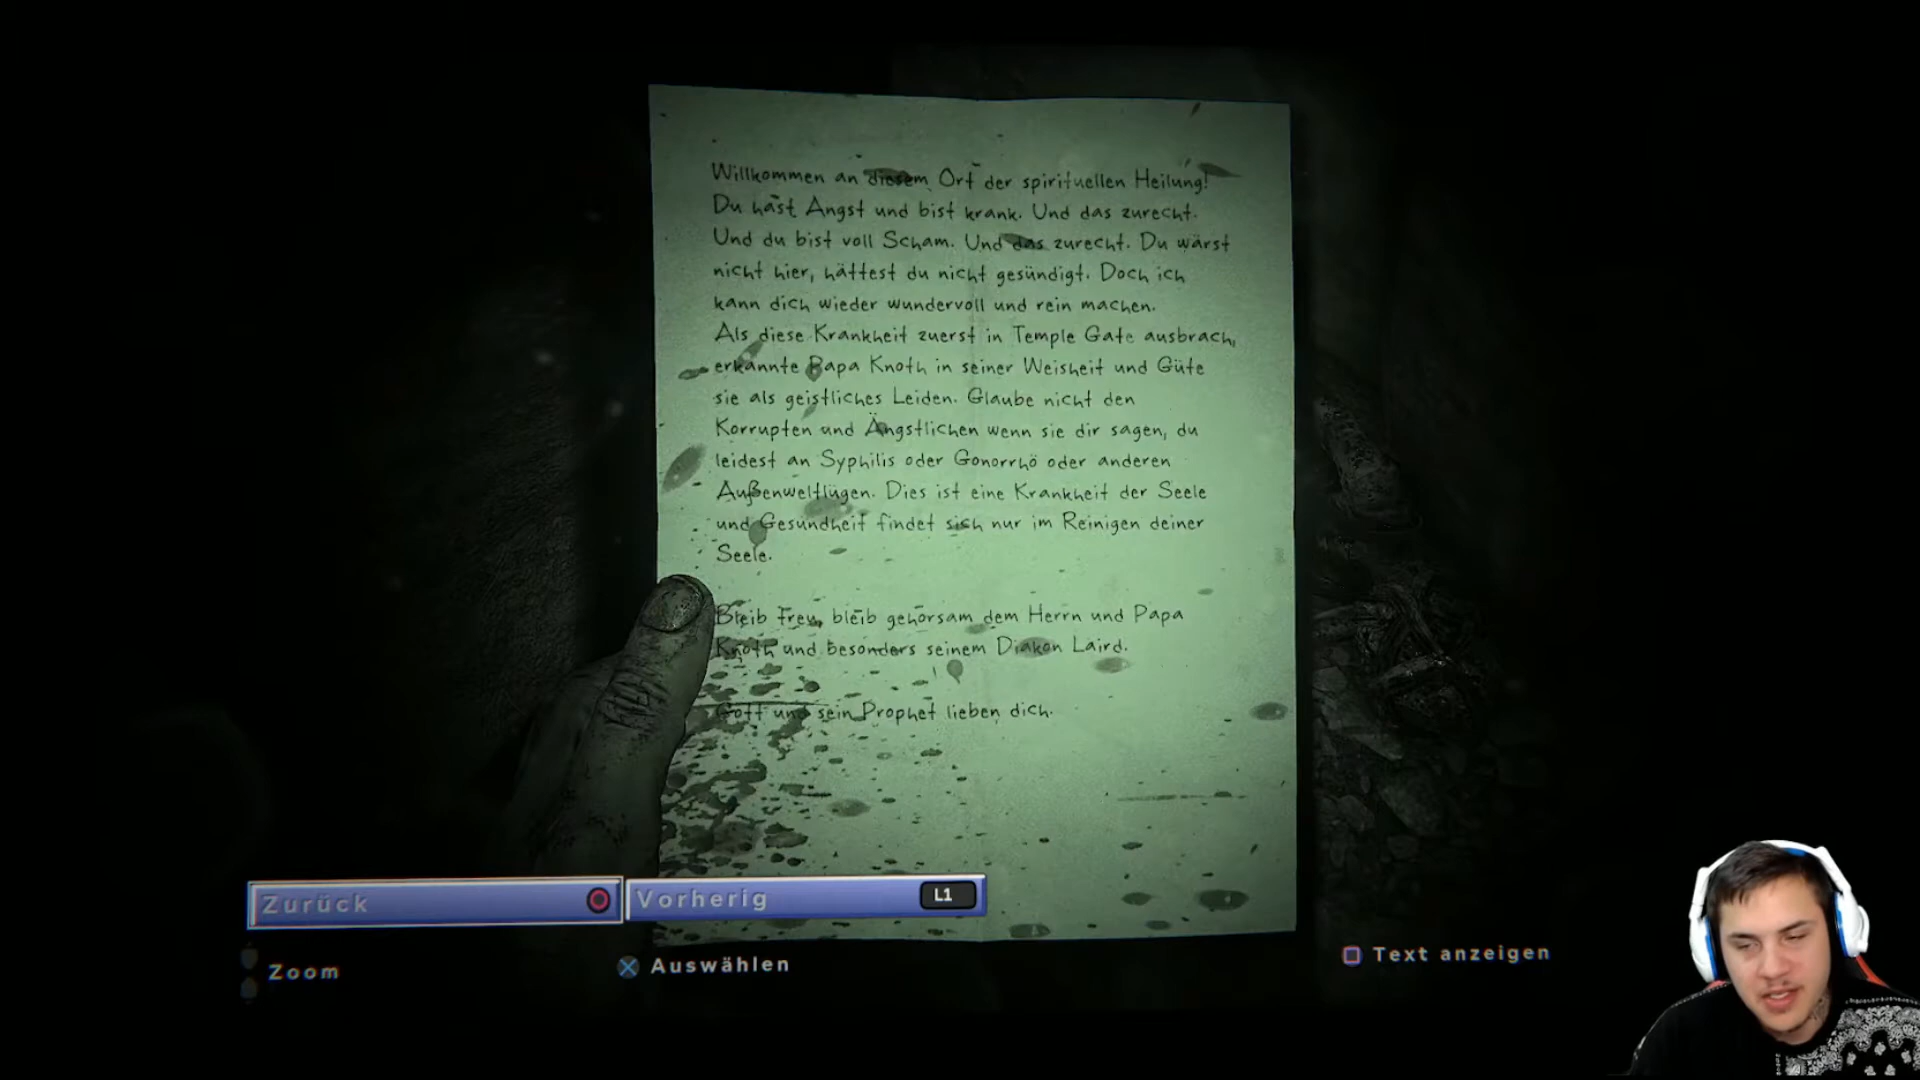 Willkommen an diesem Ort der spirituellen Heilung!
Du hast Angst und bist krank. Und das zurecht.
Und du bist voll Scham. Und das zurecht. Du wärst
nicht hier, hättest du nicht gesündigt. Doch ich
kann dich wieder wundervoll und rein machen.
Als diese Krankheit zuerst in Temple Gate ausbrach,
erkannte Papa Knoth in seiner Weisheit und Güte
sie als geistliches Leiden. Glaube nicht den
Korrupten und Ängstlichen wenn sie dir sagen, du
leidest an Syphilis oder Gonorrhö oder anderen
Außenweltlügen. Dies ist eine Krankheit der Seele
und Gesundheit findet sich nur im Reinigen deiner
Seele.
Bleib treu, bleib gehorsam dem Herrn und Papa
Knoth und besonders seinem Diakon Laird.
Gott und sein Prophet lieben dich.
Zurück
Vorherig L1
Zoom
Auswählen
Text anzeigen